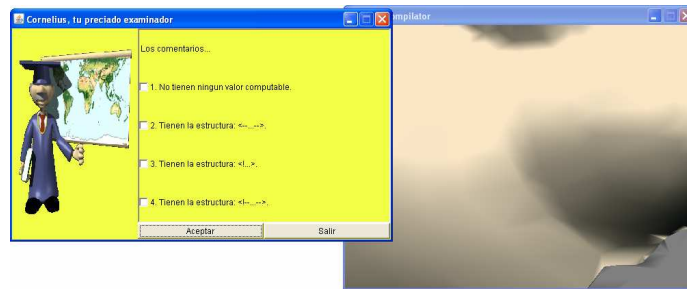 Cornelius, tu preciado examinador
Los comentarios...
1. No tienen ningun valor computable.
2. Tienen la estructura: <--...-->.
3. Tienen la estructura: <!...>.
4. Tienen la estructura: <!--...-->.
Aceptar
Salir